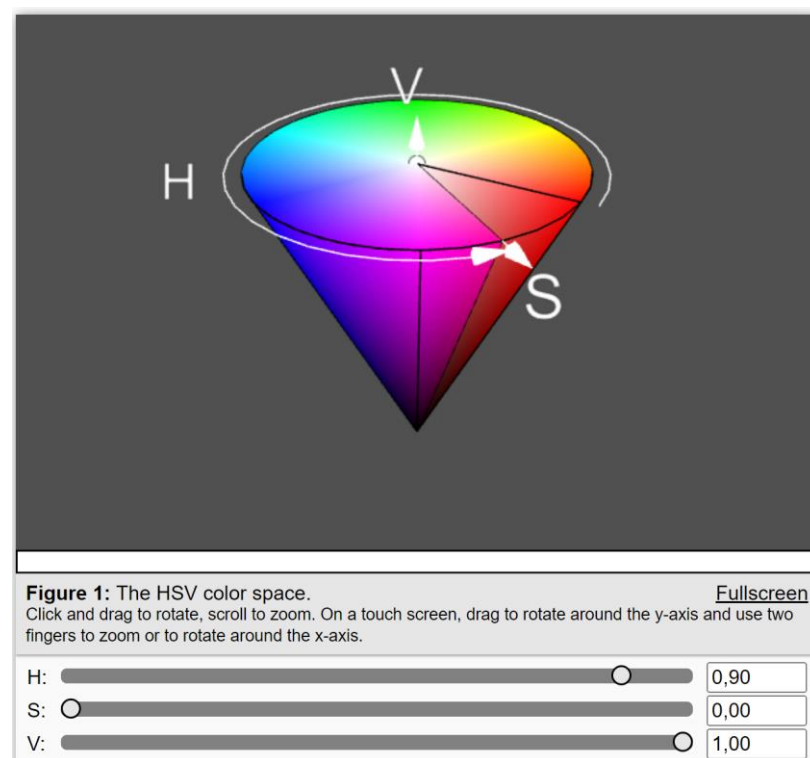 V
H
S
Figure 1: The HSV color space.
Fullscreen
Click and drag to rotate, scroll to zoom. On a touch screen, drag to rotate around the y-axis and use two
fingers to zoom or to rotate around the x-axis.
H: 0,90
S: 0,00
V: 1,00